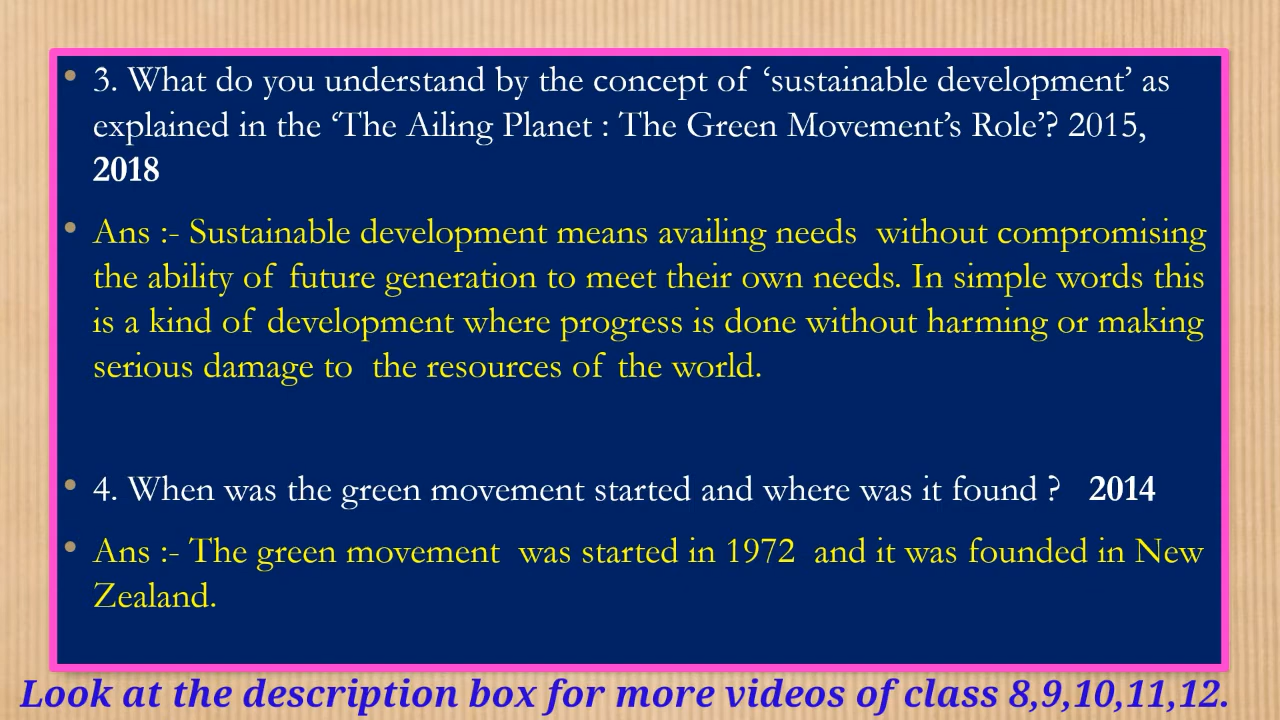 • 3. What do you understand by the concept of ‘sustainable development’ as
explained in the ‘The Ailing Planet : The Green Movement’s Role’? 2015,
2018
• Ans :- Sustainable development means availing needs without compromising
the ability of future generation to meet their own needs. In simple words this
is a kind of development where progress is done without harming or making
serious damage to the resources of the world.
• 4. When was the green movement started and where was it found ? 2014
• Ans :- The green movement was started in 1972 and it was founded in New
Zealand.
Look at the description box for more videos of class 8,9,10,11,12.